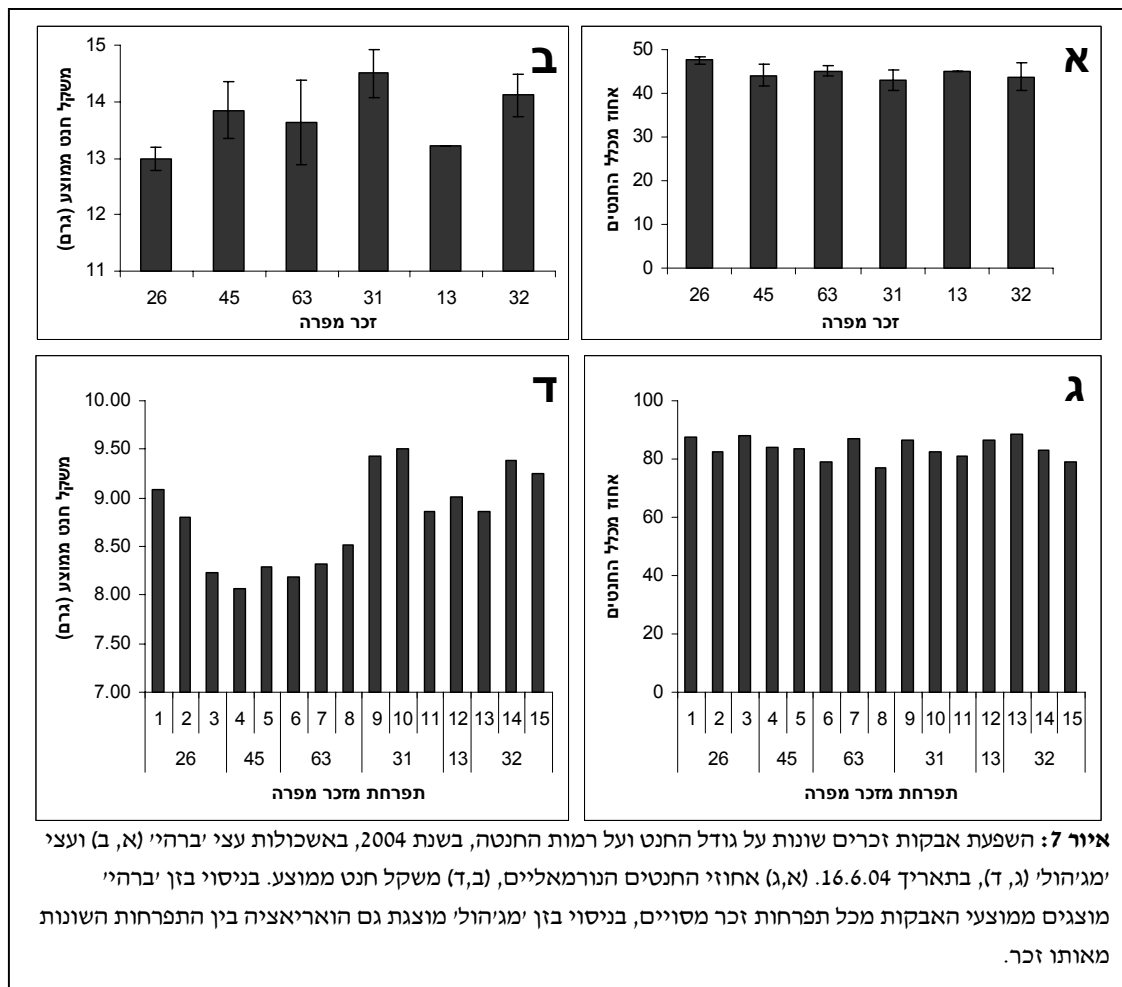 א
אחוז מכלל החנטים
50
40
30
20
10
0
26 45 63 31 13 32
זכר מפרה
ב
משקל חנט ממוצע (גרם)
15
14
13
12
11
26 45 63 31 13 32
זכר מפרה
ג
אחוז מכלל החנטים
100
80
60
40
20
0
1 2 3 4 5 6 7 8 9 10 11 12 13 14 15
26 45 63 31 13 32
תפרחת מזכר מפרה
ד
משקל חנט ממוצע (גרם)
10.00
9.50
9.00
8.50
8.00
7.50
7.00
1 2 3 4 5 6 7 8 9 10 11 12 13 14 15
26 45 63 31 13 32
תפרחת מזכר מפרה
איור 7: השפעת אבקות זכרים שונות על גודל החנט ועל רמות החנטה, בשנת 2004, באשכולות עצי 'ברהי' (א, ב) ועצי
'מג'הול' (ג, ד), בתאריך 16.6.04. (א,ג) אחוזי החנטים הנורמאליים, (ב,ד) משקל חנט ממוצע. בניסוי בזן 'ברהי'
מוצגים ממוצעי האבקות מכל תפרחות זכר מסויים, בניסוי בזן 'מג'הול' מוצגת גם הואריאציה בין התפרחות השונות
מאותו זכר.